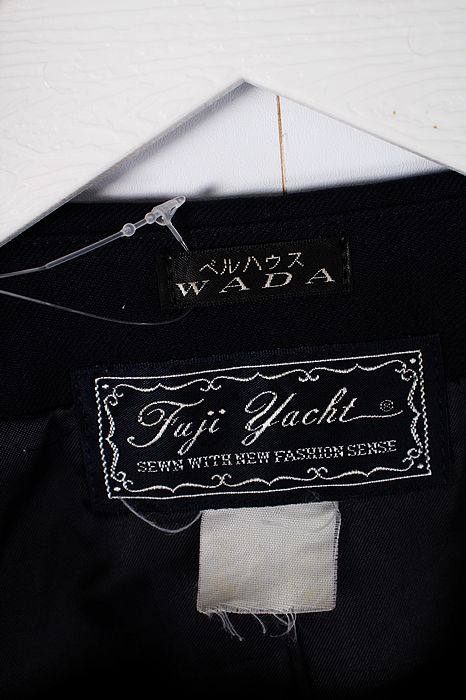 ベルハウス
WADA
Fuji Yacht ®
SEWN WITH NEW FASHION SENSE